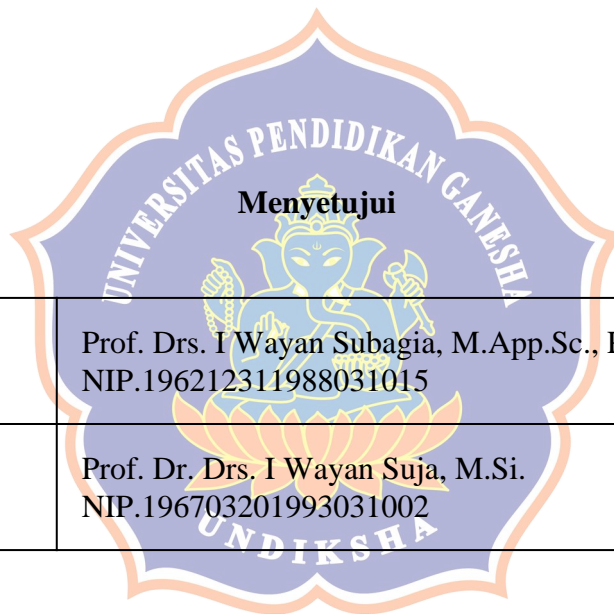 UNIVERSITAS PENDIDIKAN GANESHA
Menyetujui
Prof. Drs. I Wayan Subagia, M.App.Sc.,
NIP.196212311988031015
Prof. Dr. Drs. I Wayan Suja, M.Si.
NIP.196703201993031002
UNDIKSHA